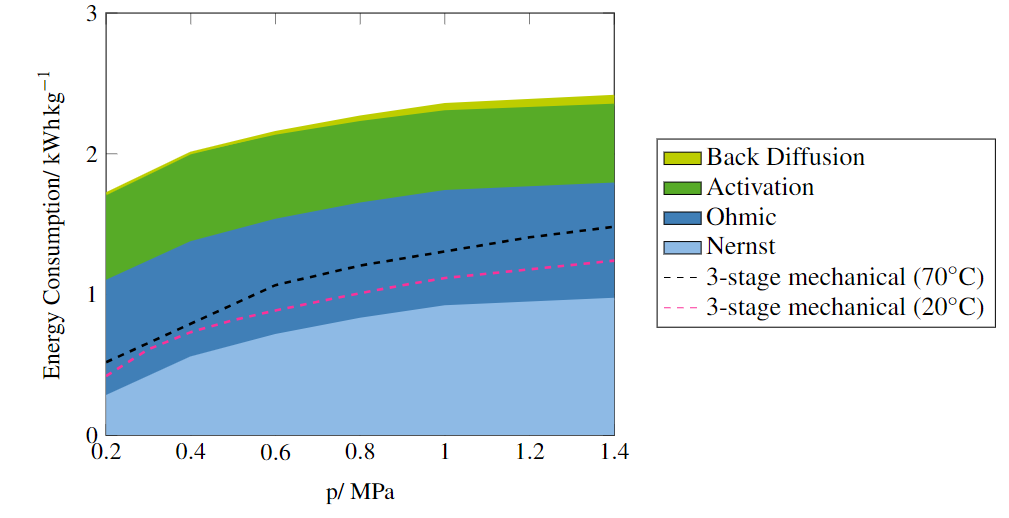 3
2
1
0
Energy Consumption/ kWhkg⁻¹
0.2 0.4 0.6 0.8 1 1.2 1.4
p/ MPa
Back Diffusion
Activation
Ohmic
Nernst
3-stage mechanical (70°C)
3-stage mechanical (20°C)